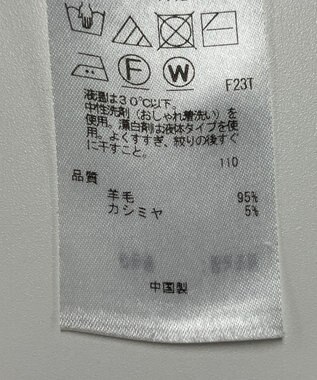 F
W
F23T
液温は30℃以下。
中性洗剤（おしゃれ着洗い）を使
用。漂白剤は液体タイプを使
用。よくすすぎ、絞りの後すぐ
に干すこと。
110
品質
羊毛 95%
カシミヤ 5%
中国製